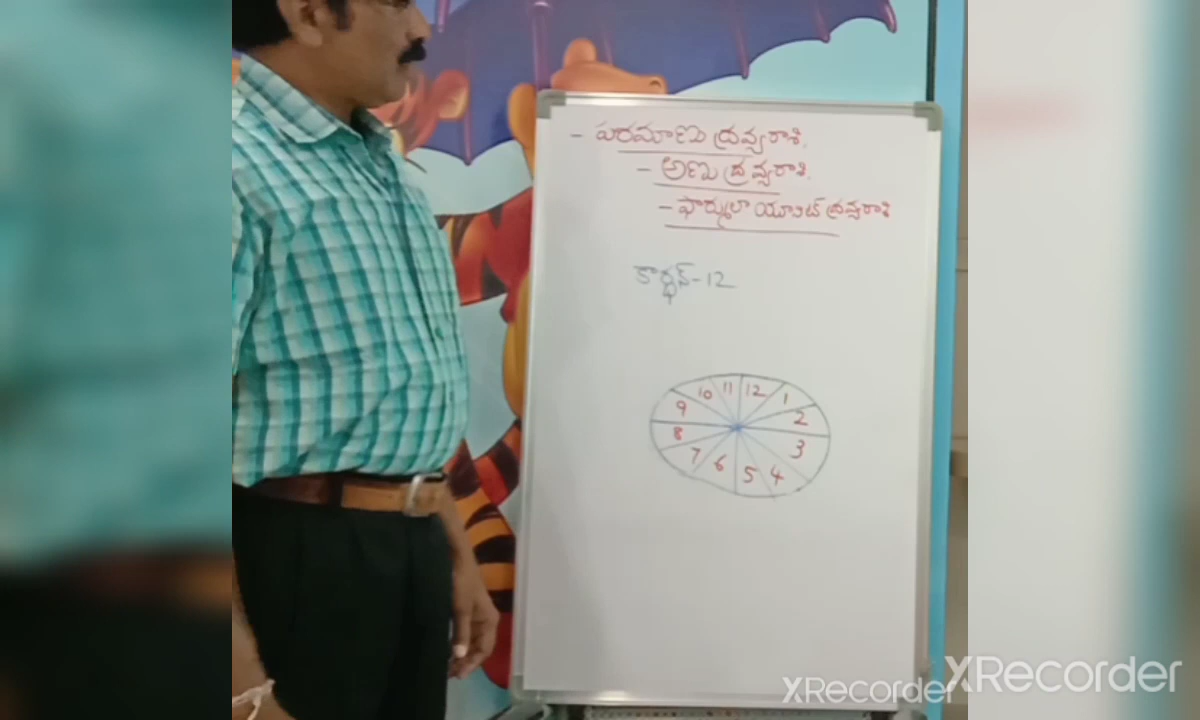 - పరమాణు ద్రవ్యరాశి.
- అణు ద్రవ్యరాశి.
- ఫార్ములా యూనిట్ ద్రవ్యరాశి
కార్బన్-12
10 11 12 1
9 2
8 3
7 6 5 4
XRecorder
XRecorder